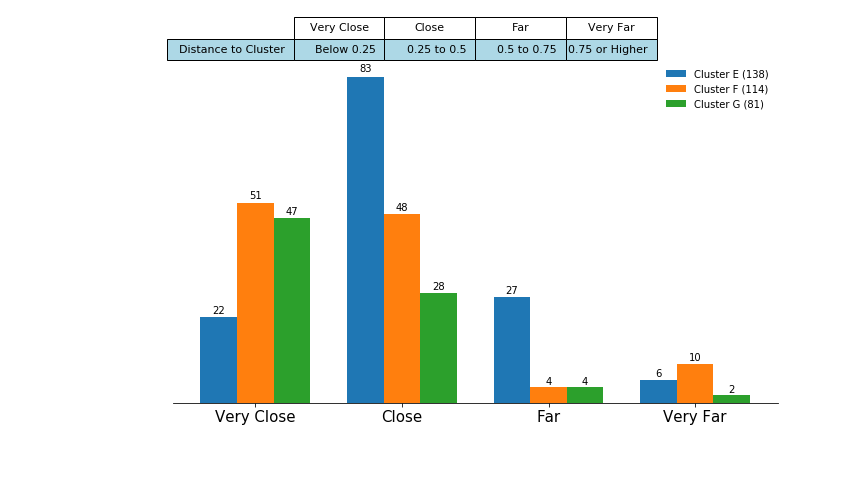 Very Close Close Far Very Far
Distance to Cluster Below 0.25 0.25 to 0.5 0.5 to 0.75 0.75 or Higher
83
Cluster E (138)
Cluster F (114)
Cluster G (81)
51
48
47
28
27
22
10
6
4 4
2
Very Close Close Far Very Far